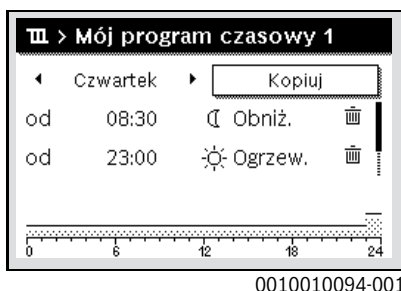 > Mój program czasowy 1
Czwartek Kopiuj
od 08:30 Obniż.
od 23:00 Ogrzew.
0 6 12 18 24
0010010094-001